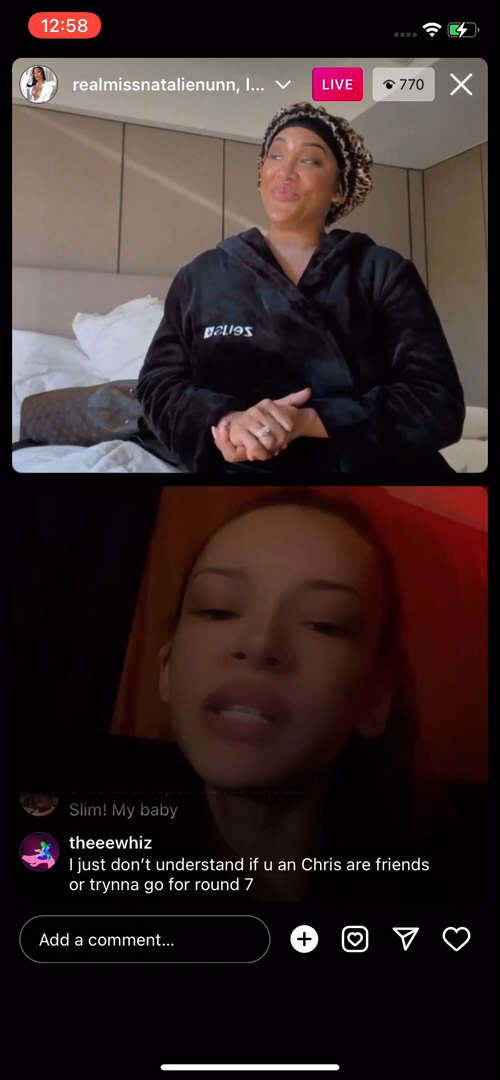 12:58
realmissnatalienunn, l...
LIVE
770
ZEUS
Slim! My baby
theeewhiz
I just don’t understand if u an Chris are friends
or trynna go for round 7
Add a comment...